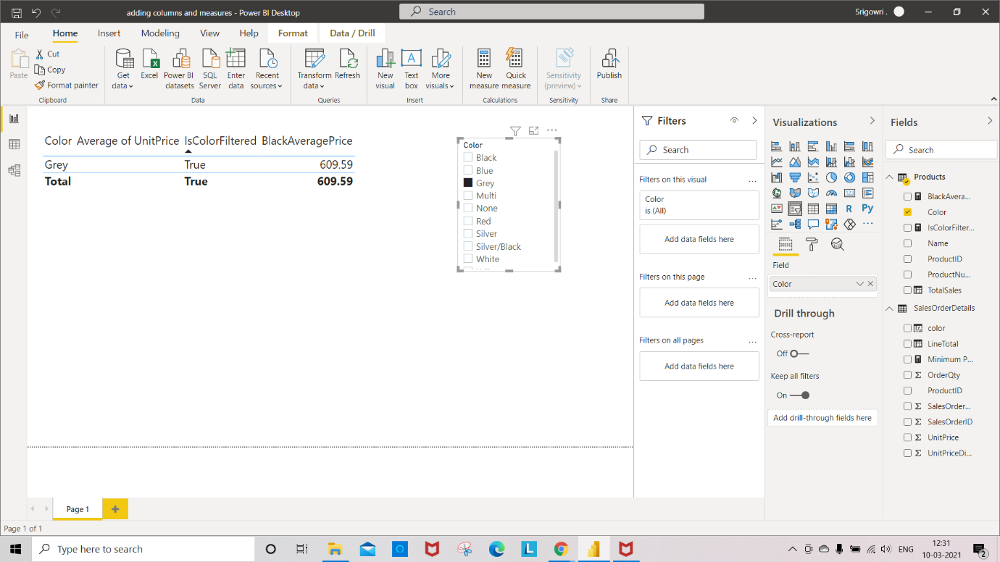 adding columns and measures - Power BI Desktop
Search
Srigowri .
File Home Insert Modeling View Help Format Data / Drill
Paste
Cut
Copy
Format painter
Clipboard
Get data
Excel
Power BI datasets
SQL Server
Enter data
Recent sources
Data
Transform data
Refresh
Queries
New visual
Text box
More visuals
Insert
New measure
Quick measure
Calculations
Sensitivity (preview)
Sensitivity
Publish
Share
Color Average of UnitPrice IsColorFiltered BlackAveragePrice
Grey True 609.59
Total True 609.59
Color
Black
Blue
Grey
Multi
None
Red
Silver
Silver/Black
White
Filters
Search
Filters on this visual ...
Color
is (All)
Add data fields here
Filters on this page ...
Add data fields here
Filters on all pages ...
Add data fields here
Visualizations
R Py
...
Field
Color
Drill through
Cross-report
Off
Keep all filters
On
Add drill-through fields here
Fields
Search
Products
BlackAvera...
Color
IsColorFilter...
Name
ProductID
ProductNu...
TotalSales
SalesOrderDetails
color
LineTotal
Minimum P...
OrderQty
ProductID
SalesOrder...
SalesOrderID
UnitPrice
UnitPriceDi...
Page 1
Page 1 of 1
Type here to search
L
ENG
12:31
10-03-2021
2